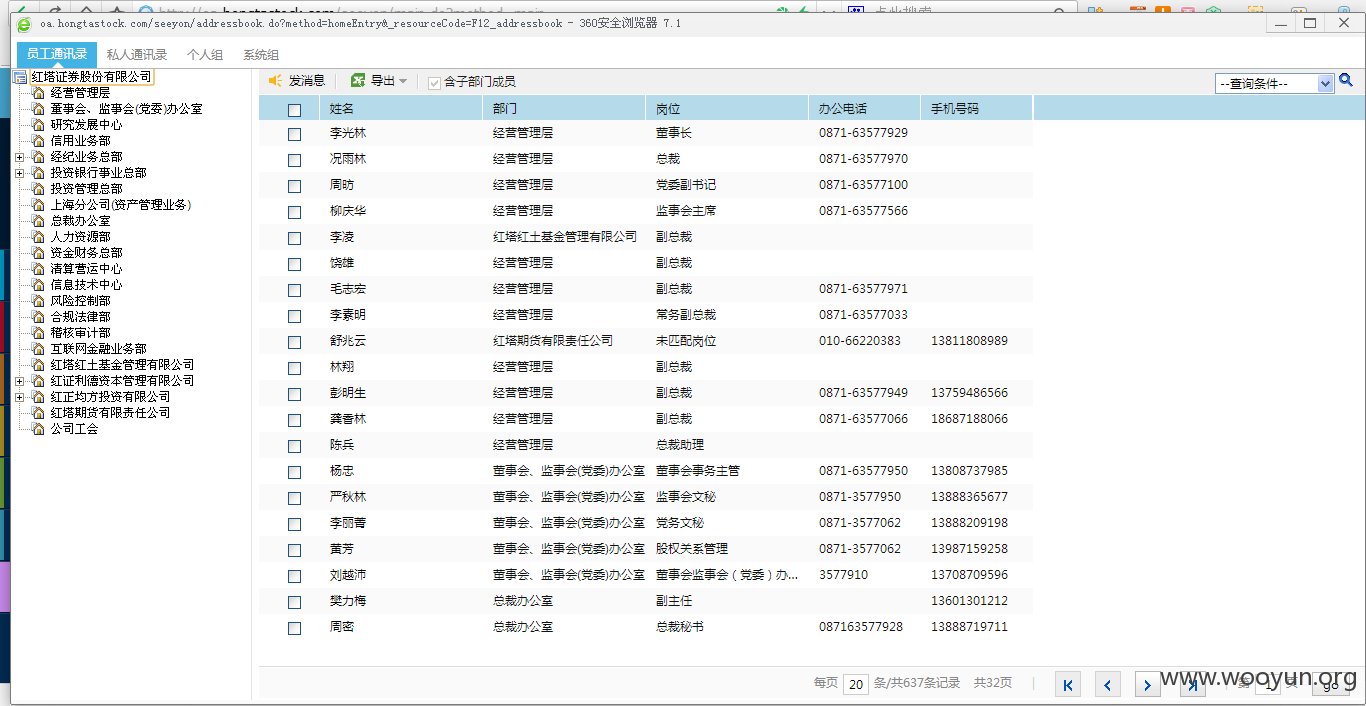 oa.hongtastock.com/seeyon/addressbook.do?method=homeEntry&_resourceCode=F12_addressbook - 360安全浏览器 7.1
员工通讯录 私人通讯录 个人组 系统组
红塔证券股份有限公司
经营管理层
董事会、监事会(党委)办公室
研究发展中心
信用业务部
经纪业务总部
投资银行事业总部
投资管理总部
上海分公司(资产管理业务)
总裁办公室
人力资源部
资金财务总部
清算营运中心
信息技术中心
风险控制部
合规法律部
稽核审计部
互联网金融业务部
红塔红土基金管理有限公司
红证利德资本管理有限公司
红正均方投资有限公司
红塔期货有限责任公司
公司工会
发消息 导出 含子部门成员 --查询条件--
姓名 部门 岗位 办公电话 手机号码
李光林 经营管理层 董事长 0871-63577929
况雨林 经营管理层 总裁 0871-63577970
周昉 经营管理层 党委副书记 0871-63577100
柳庆华 经营管理层 监事会主席 0871-63577566
李凌 红塔红土基金管理有限公司 副总裁
饶雄 经营管理层 副总裁
毛志宏 经营管理层 副总裁 0871-63577971
李素明 经营管理层 常务副总裁 0871-63577033
舒兆云 红塔期货有限责任公司 未匹配岗位 010-66220383 13811808989
林翔 经营管理层 副总裁
彭明生 经营管理层 副总裁 0871-63577949 13759486566
龚香林 经营管理层 副总裁 0871-63577066 18687188066
陈兵 经营管理层 总裁助理
杨忠 董事会、监事会(党委)办公室 董事会事务主管 0871-63577950 13808737985
严秋林 董事会、监事会(党委)办公室 监事会文秘 0871-3577950 13888365677
李丽菁 董事会、监事会(党委)办公室 党务文秘 0871-3577062 13888209198
黄芳 董事会、监事会(党委)办公室 股权关系管理 0871-3577062 13987159258
刘越沛 董事会、监事会(党委)办公室 董事会监事会（党委）办... 3577910 13708709596
樊力梅 总裁办公室 副主任 13601301212
周密 总裁办公室 总裁秘书 087163577928 13888719711
每页 20 条/共637条记录 共32页 第 1 页 go
www.wooyun.org